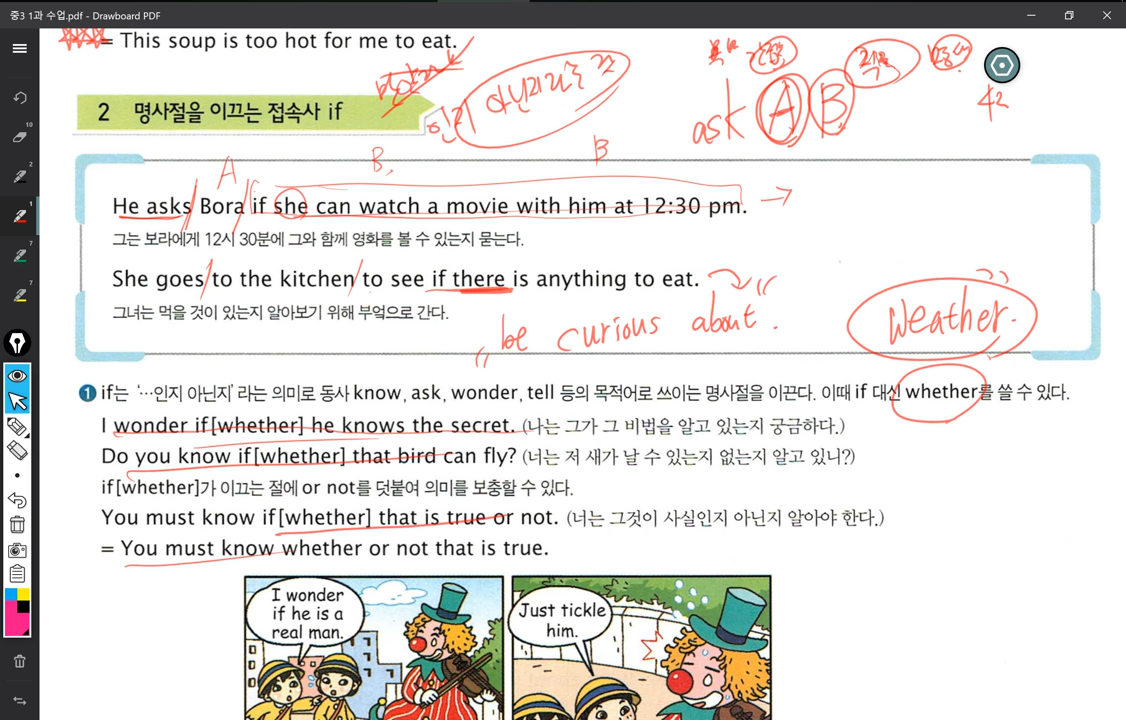 중3 1과 수업.pdf - Drawboard PDF
= This soup is too hot for me to eat.
2 명사절을 이끄는 접속사 if
인지 아닌지
ask A B
42
A
B,
B
He asks Bora if she can watch a movie with him at 12:30 pm.
그는 보라에게 12시 30분에 그와 함께 영화를 볼 수 있는지 묻는다.
She goes to the kitchen to see if there is anything to eat.
그녀는 먹을 것이 있는지 알아보기 위해 부엌으로 간다.
be curious about.
Weather.
1 if는 '…인지 아닌지' 라는 의미로 동사 know, ask, wonder, tell 등의 목적어로 쓰이는 명사절을 이끈다. 이때 if 대신 whether를 쓸 수 있다.
I wonder if[whether] he knows the secret. (나는 그가 그 비법을 알고 있는지 궁금하다.)
Do you know if[whether] that bird can fly? (너는 저 새가 날 수 있는지 없는지 알고 있니?)
if[whether]가 이끄는 절에 or not를 덧붙여 의미를 보충할 수 있다.
You must know if[whether] that is true or not. (너는 그것이 사실인지 아닌지 알아야 한다.)
= You must know whether or not that is true.
I wonder
if he is a
real man.
Just tickle
him.
10
2
1
7
7